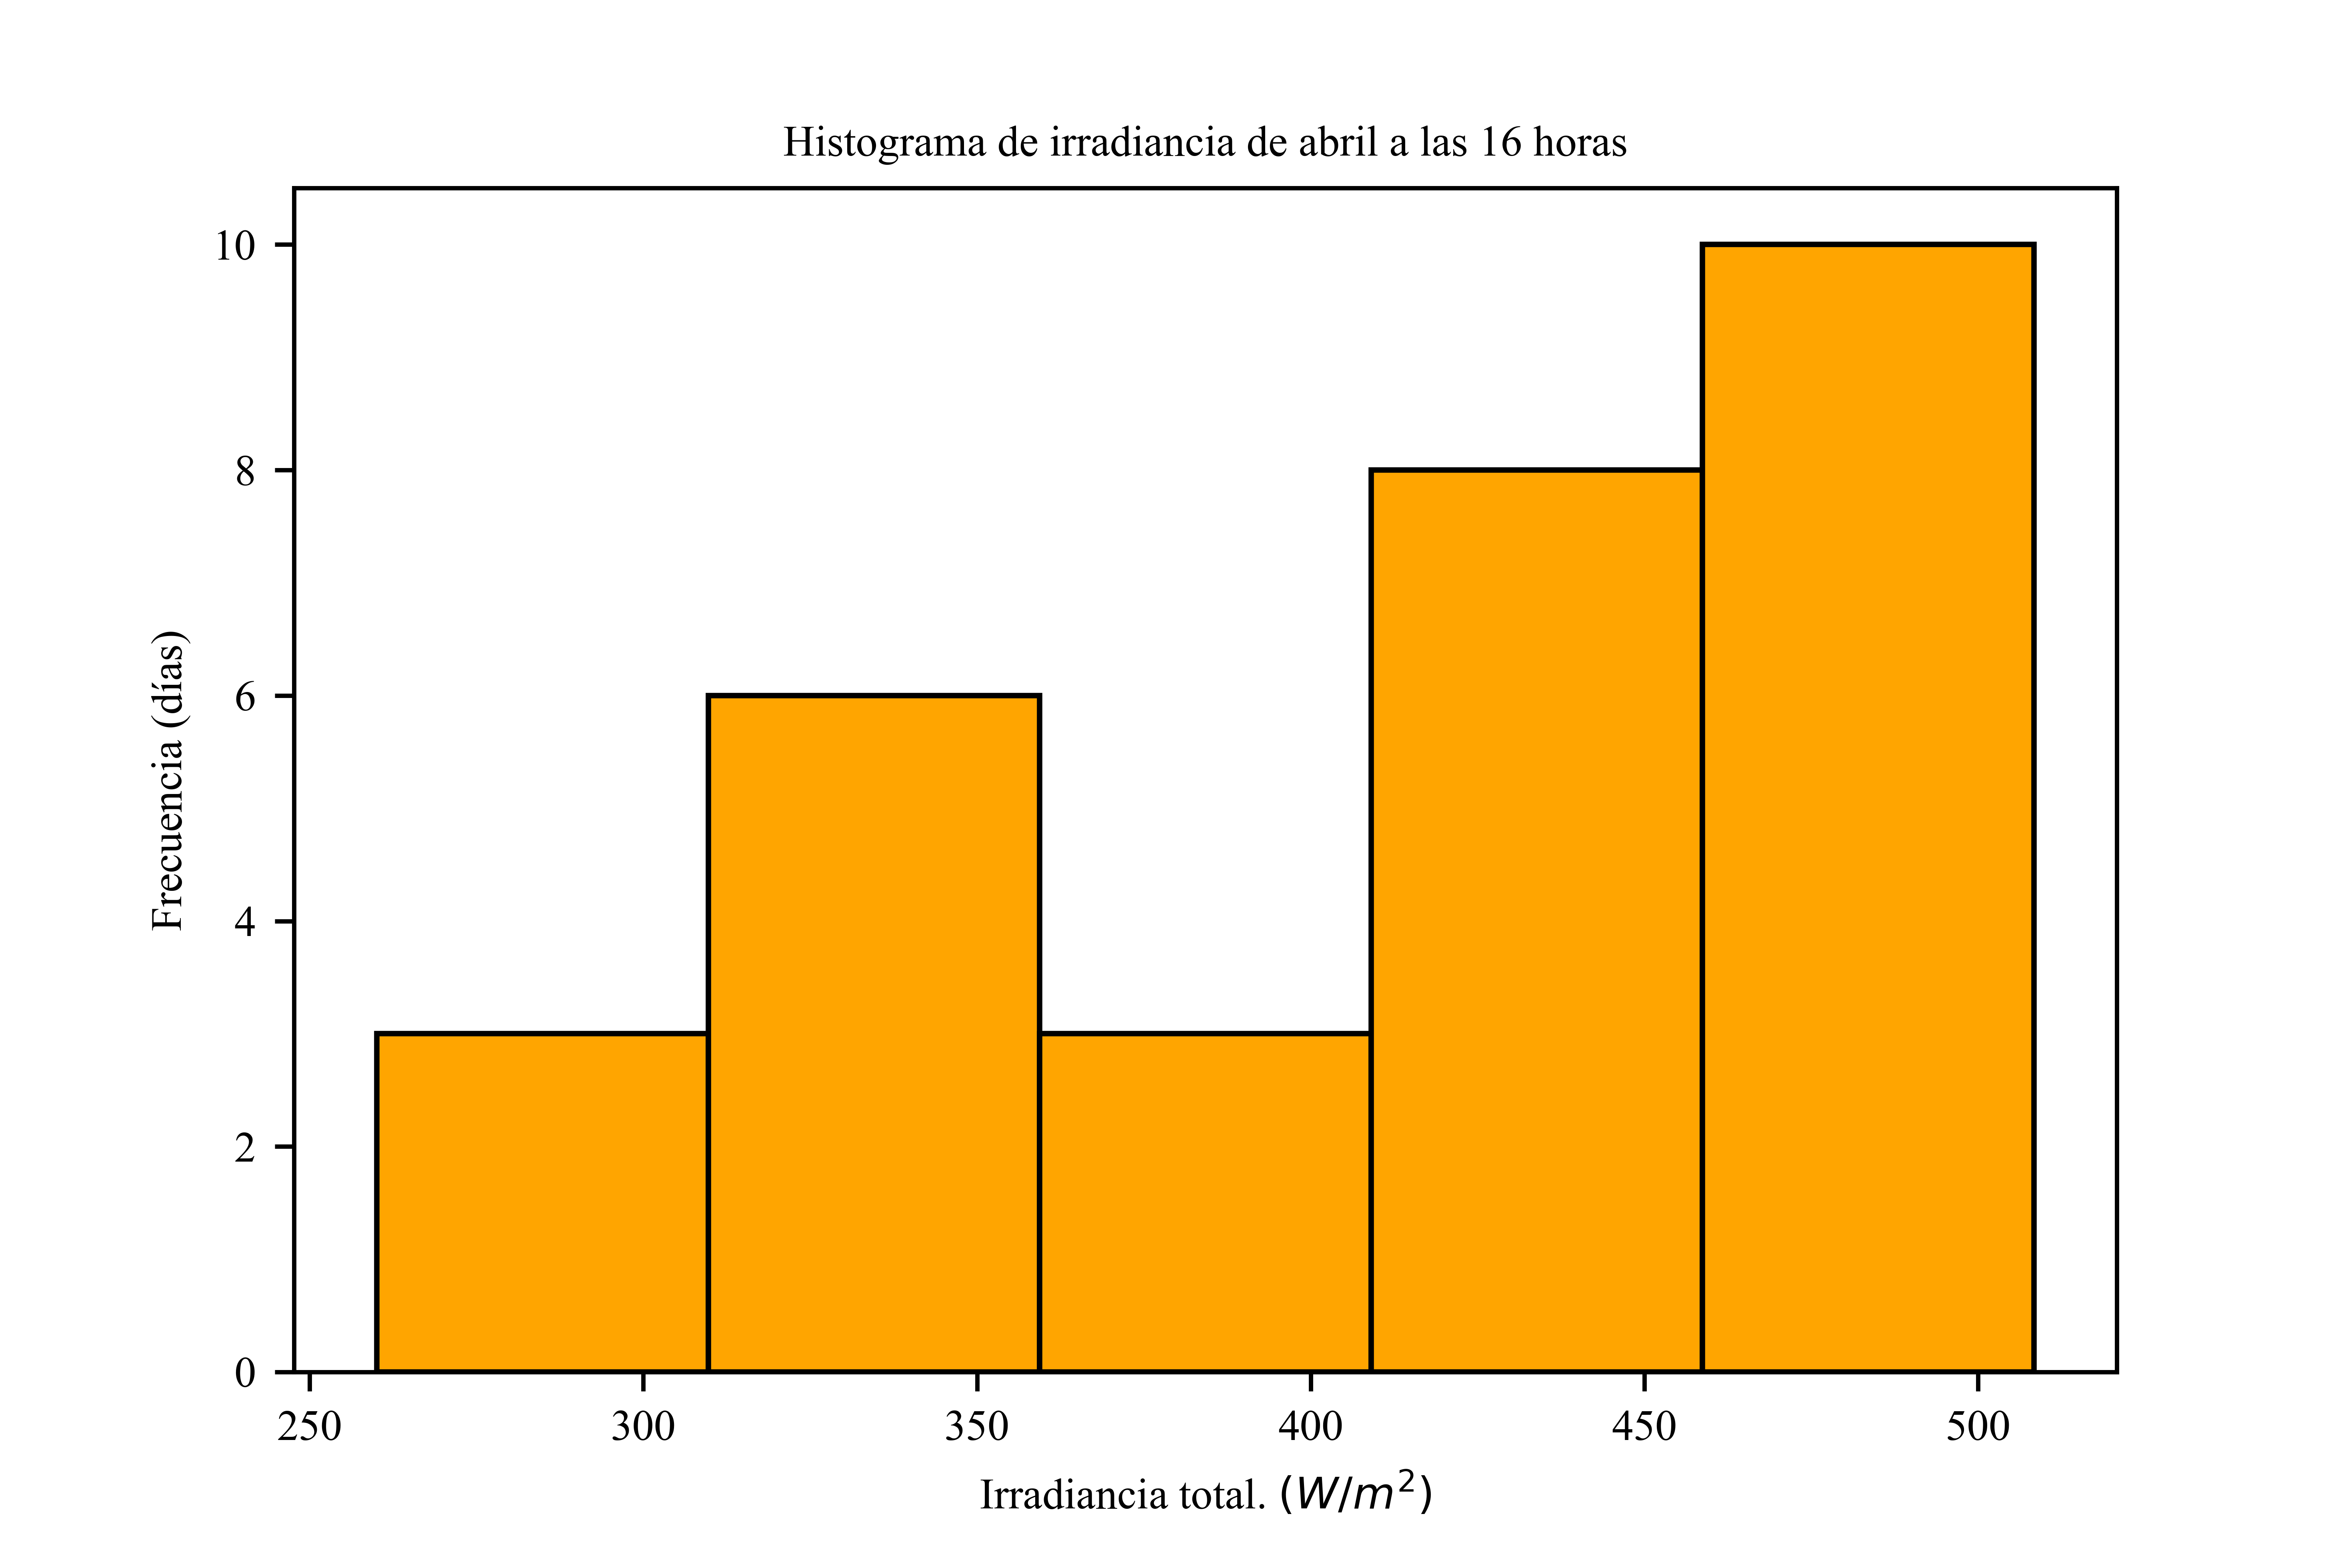 Histograma de irradiancia de abril a las 16 horas
Frecuencia (días)
10
8
6
4
2
0
250 300 350 400 450 500
Irradiancia total. (W/m²)